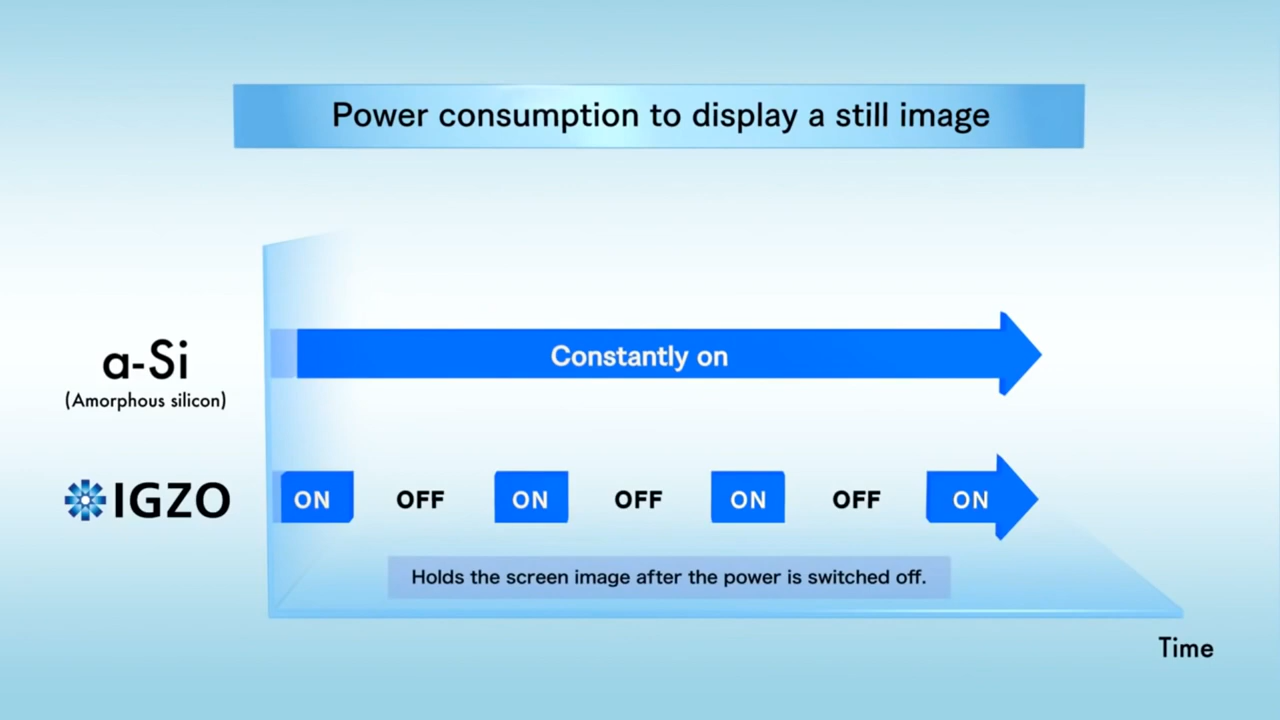 Power consumption to display a still image
a-Si
Constantly on
(Amorphous silicon)
IGZO
ON OFF ON OFF ON OFF ON
Holds the screen image after the power is switched off.
Time